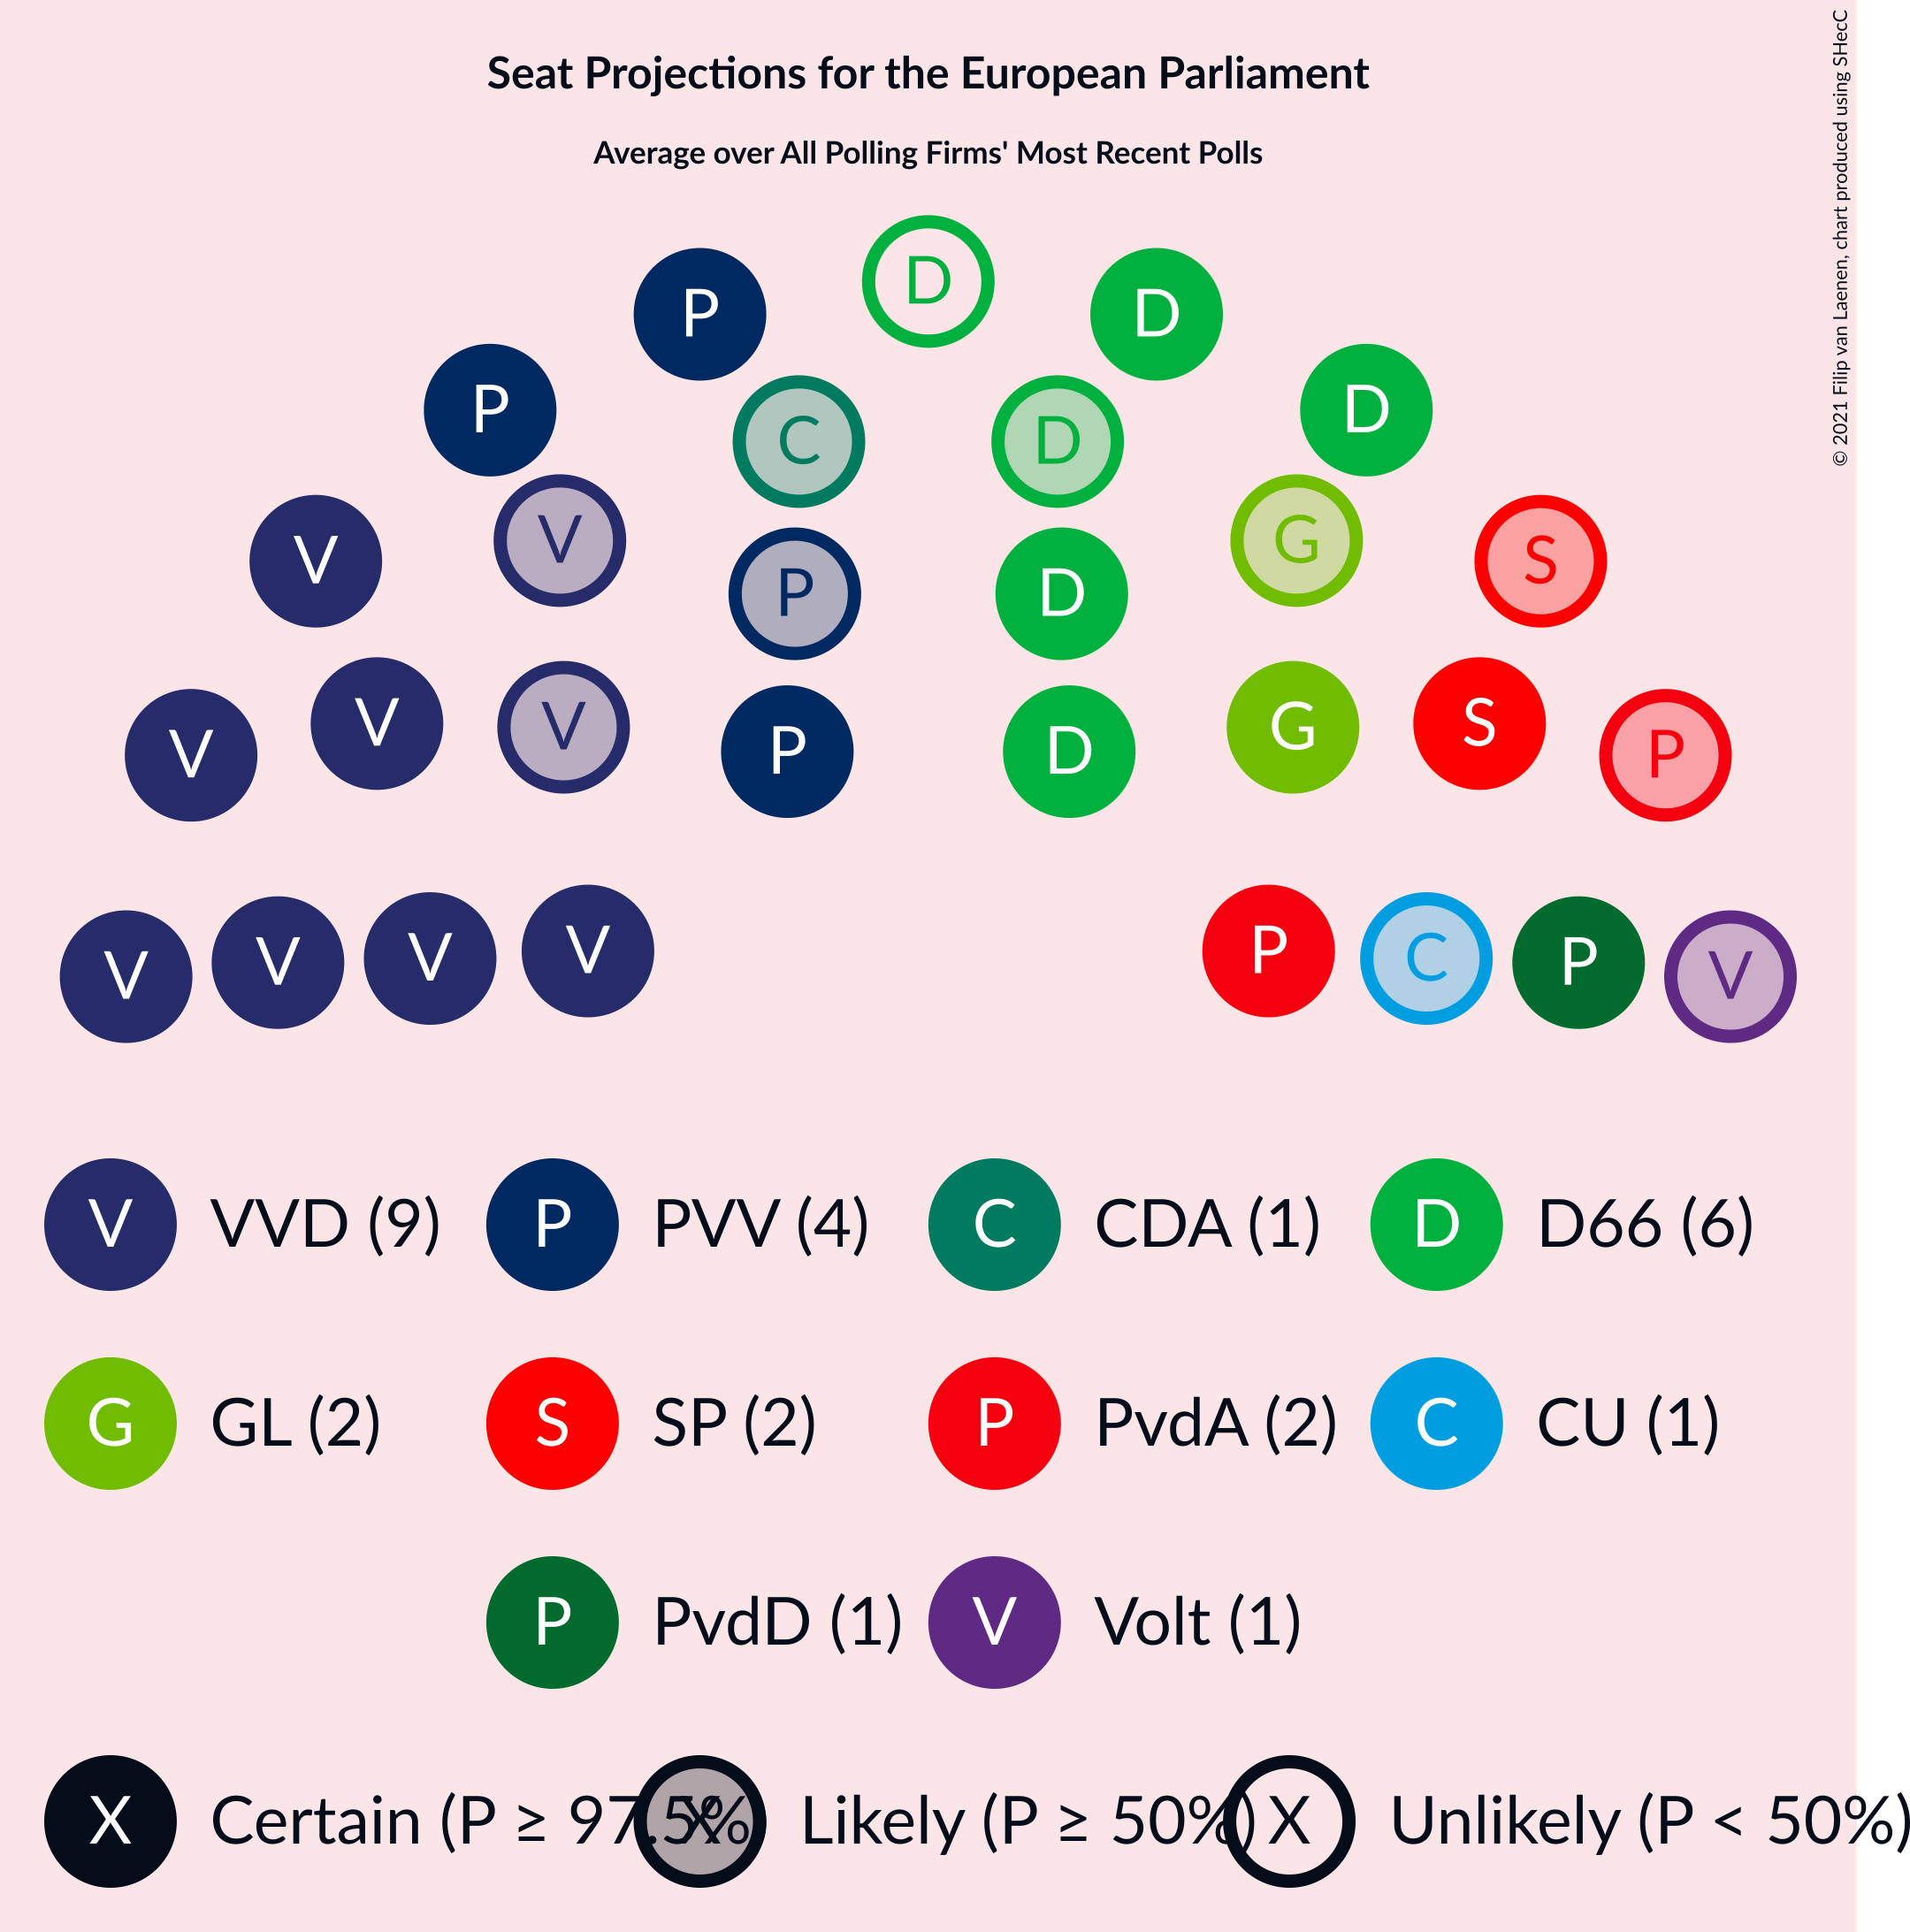 Seat Projections for the European Parliament
Average over All Polling Firms' Most Recent Polls
© 2021 Filip van Laenen, chart produced using SHecC
D
P D
P D
C D
V G
V S
P D
V S
V G
P D
V P
V P
V C
V P
V V
V VVD (9) P PVV (4) C CDA (1) D D66 (6)
G GL (2) S SP (2) P PvdA (2) C CU (1)
P PvdD (1) V Volt (1)
X Certain (P ≥ 97.5%) X Likely (P ≥ 50%) X Unlikely (P < 50%)